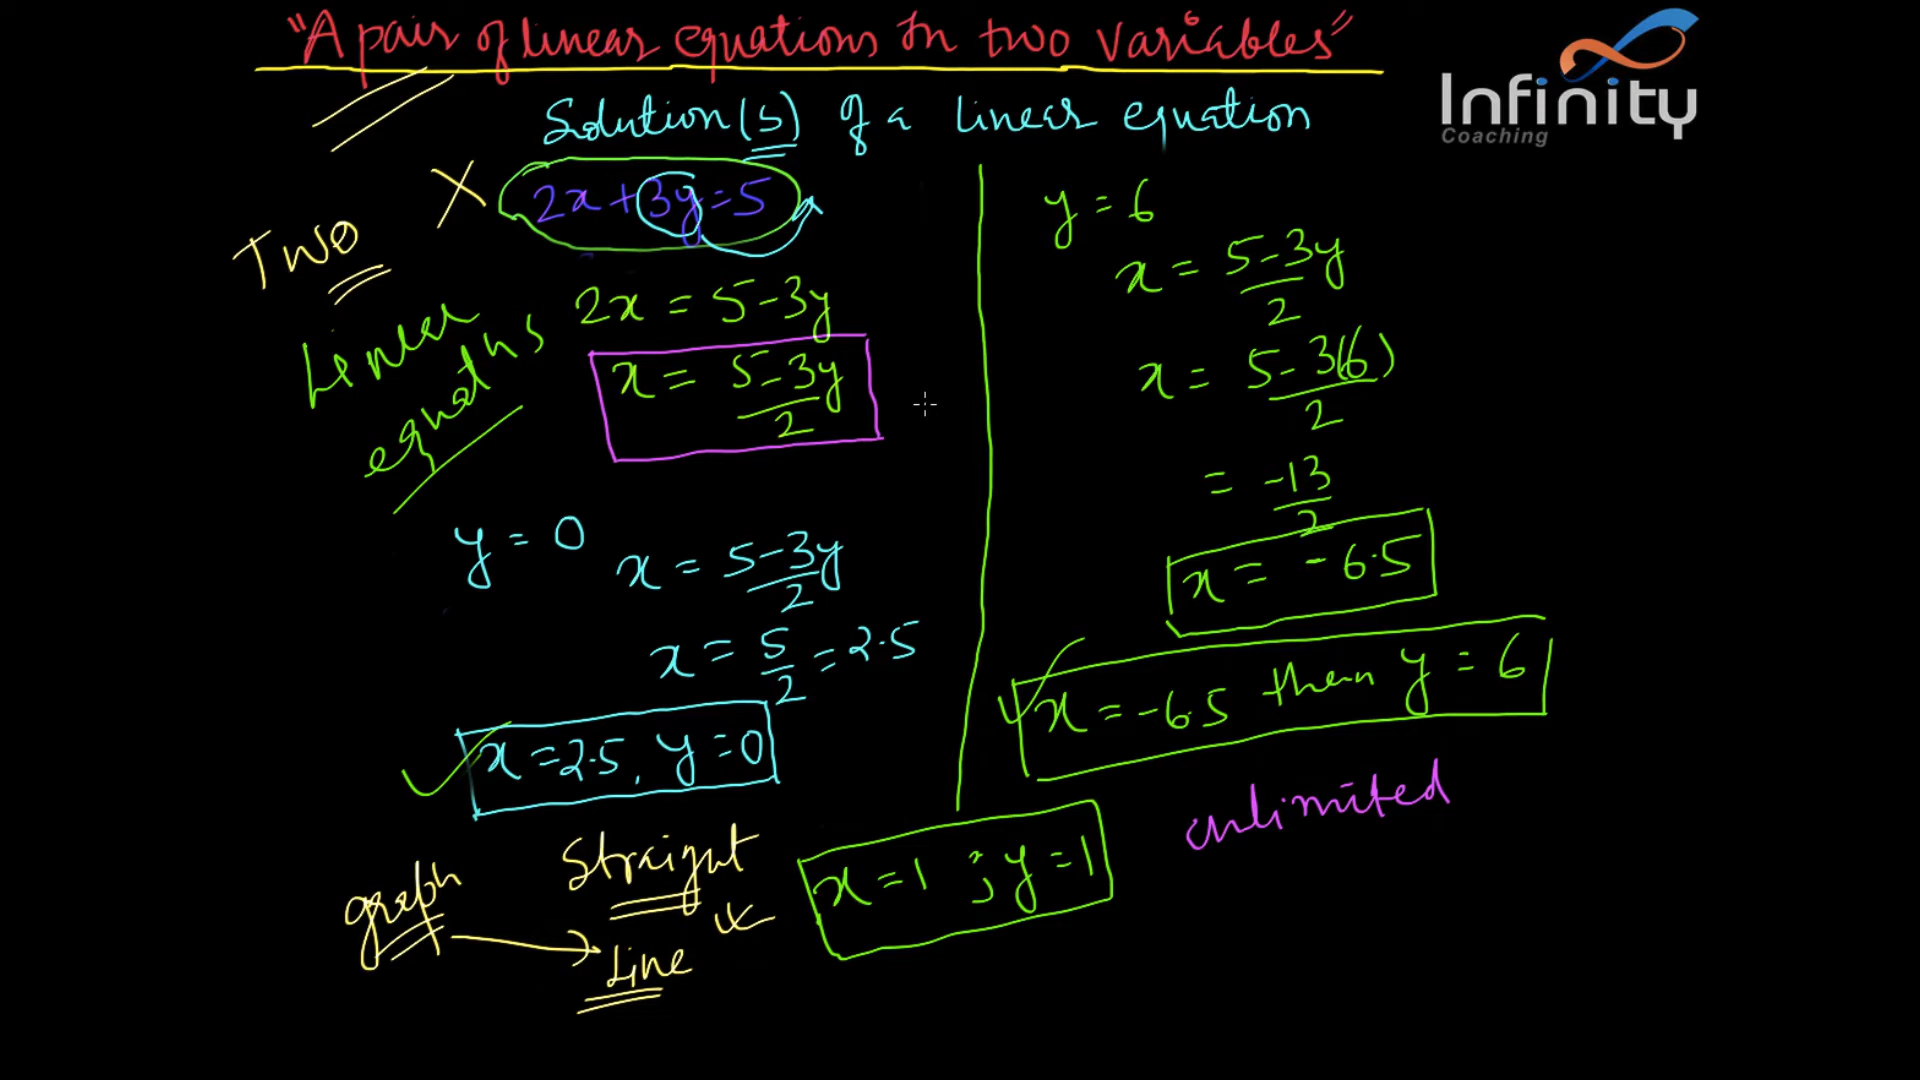 "A pair of linear equations In two variables"
Infinity
Coaching
Solution(s) of a linear equation
Two X 2x+3y=5
Linear equatns
2x = 5-3y
x = 5-3y/2
y = 0 x = 5-3y/2
x = 5/2 = 2.5
x=2.5, y=0
graph → Straight Line
x=1 ; y=1
y = 6
x = 5-3y/2
x = 5-3(6)/2
= -13/2
x = -6.5
x=-6.5 then y=6
unlimited